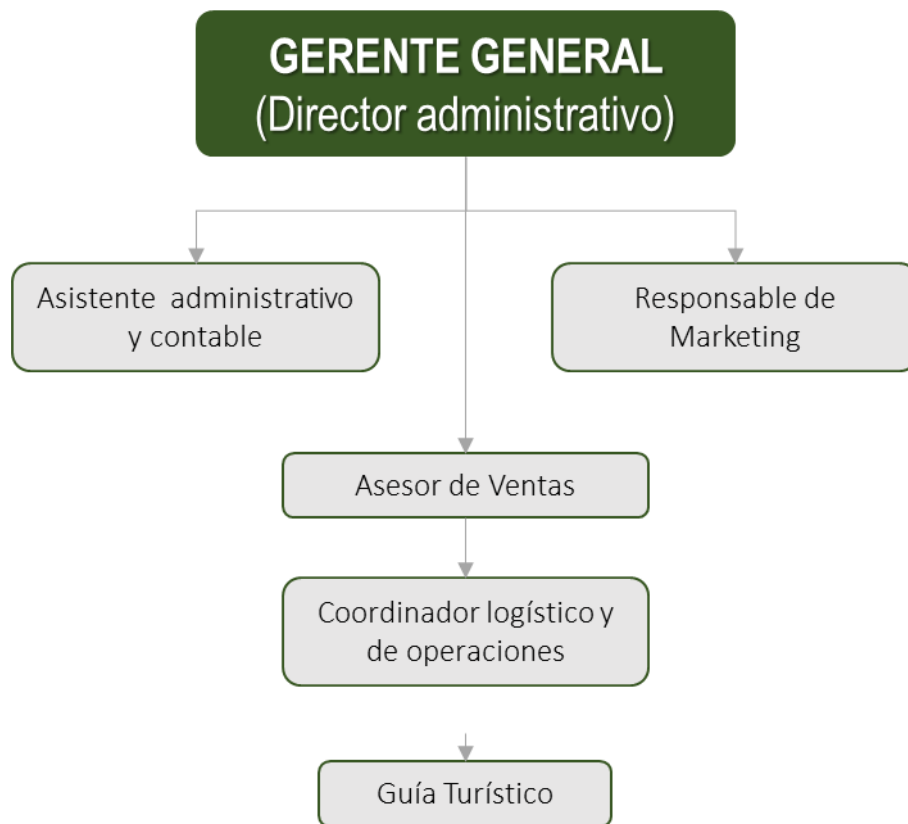 GERENTE GENERAL
(Director administrativo)
Asistente administrativo
y contable
Responsable de
Marketing
Asesor de Ventas
Coordinador logístico y
de operaciones
Guía Turístico